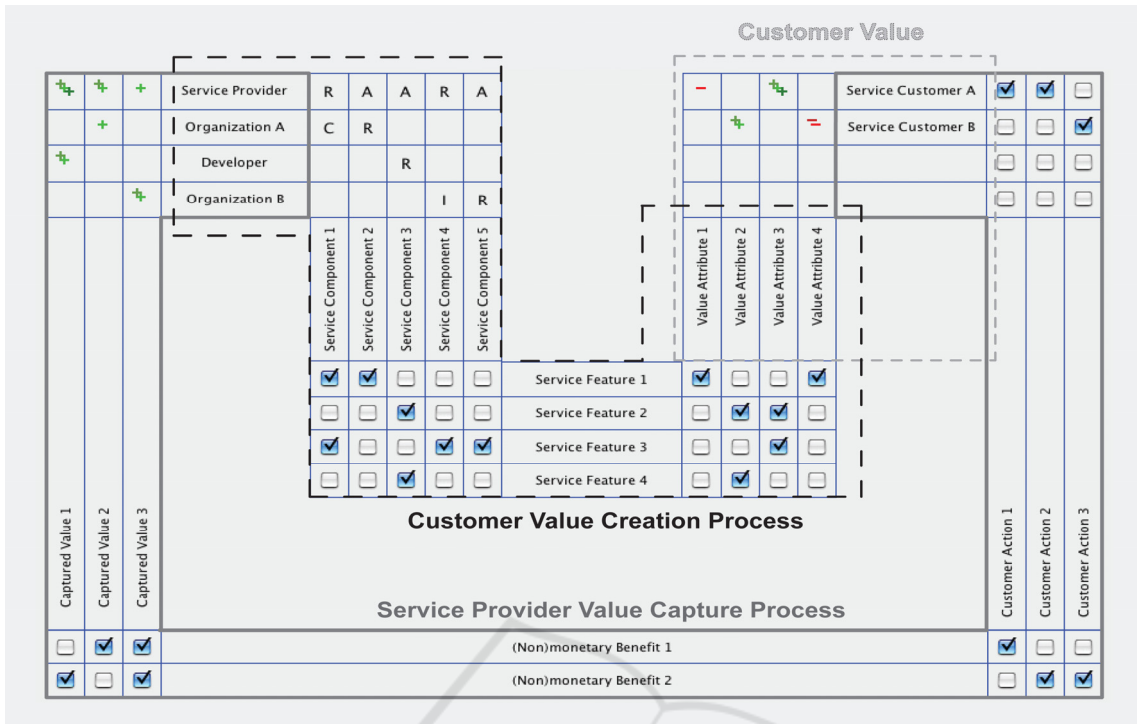 Customer Value
Service Provider R A A R A Service Customer A
Organization A C R Service Customer B
Developer R
Organization B I R
Service Component 1
Service Component 2
Service Component 3
Service Component 4
Service Component 5
Value Attribute 1
Value Attribute 2
Value Attribute 3
Value Attribute 4
Service Feature 1
Service Feature 2
Service Feature 3
Service Feature 4
Customer Value Creation Process
Captured Value 1
Captured Value 2
Captured Value 3
Customer Action 1
Customer Action 2
Customer Action 3
Service Provider Value Capture Process
(Non)monetary Benefit 1
(Non)monetary Benefit 2